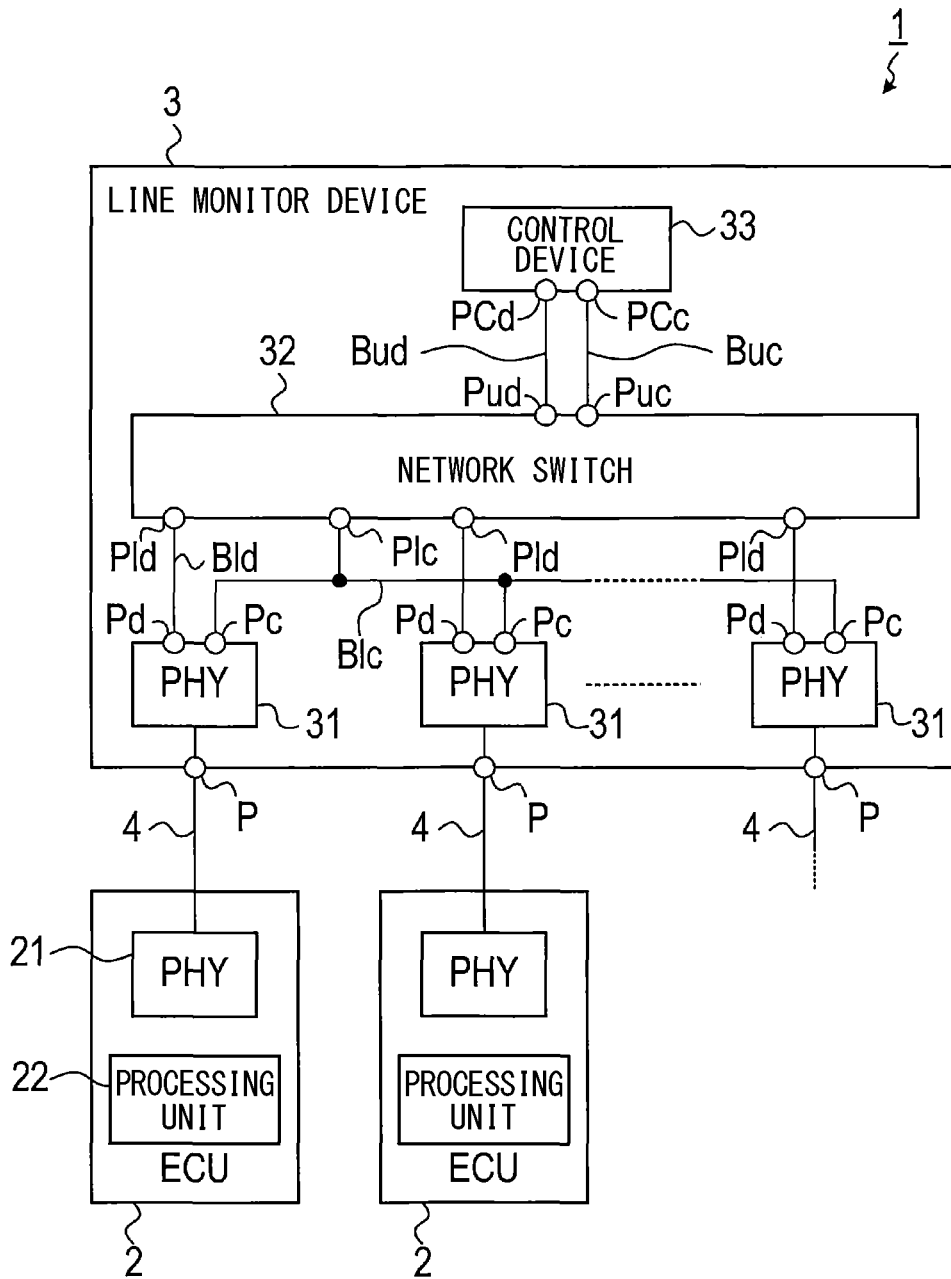 1
3
LINE MONITOR DEVICE
CONTROL
DEVICE
33
PCd
PCc
Bud
Buc
32
Pud
Puc
NETWORK SWITCH
Pld
Bld
Plc
Pld
Pld
Pd
Pc
Blc
Pd
Pc
Pd
Pc
PHY
PHY
PHY
31
31
31
P
P
P
4
4
4
21
PHY
PHY
22
PROCESSING
UNIT
PROCESSING
UNIT
ECU
ECU
2
2